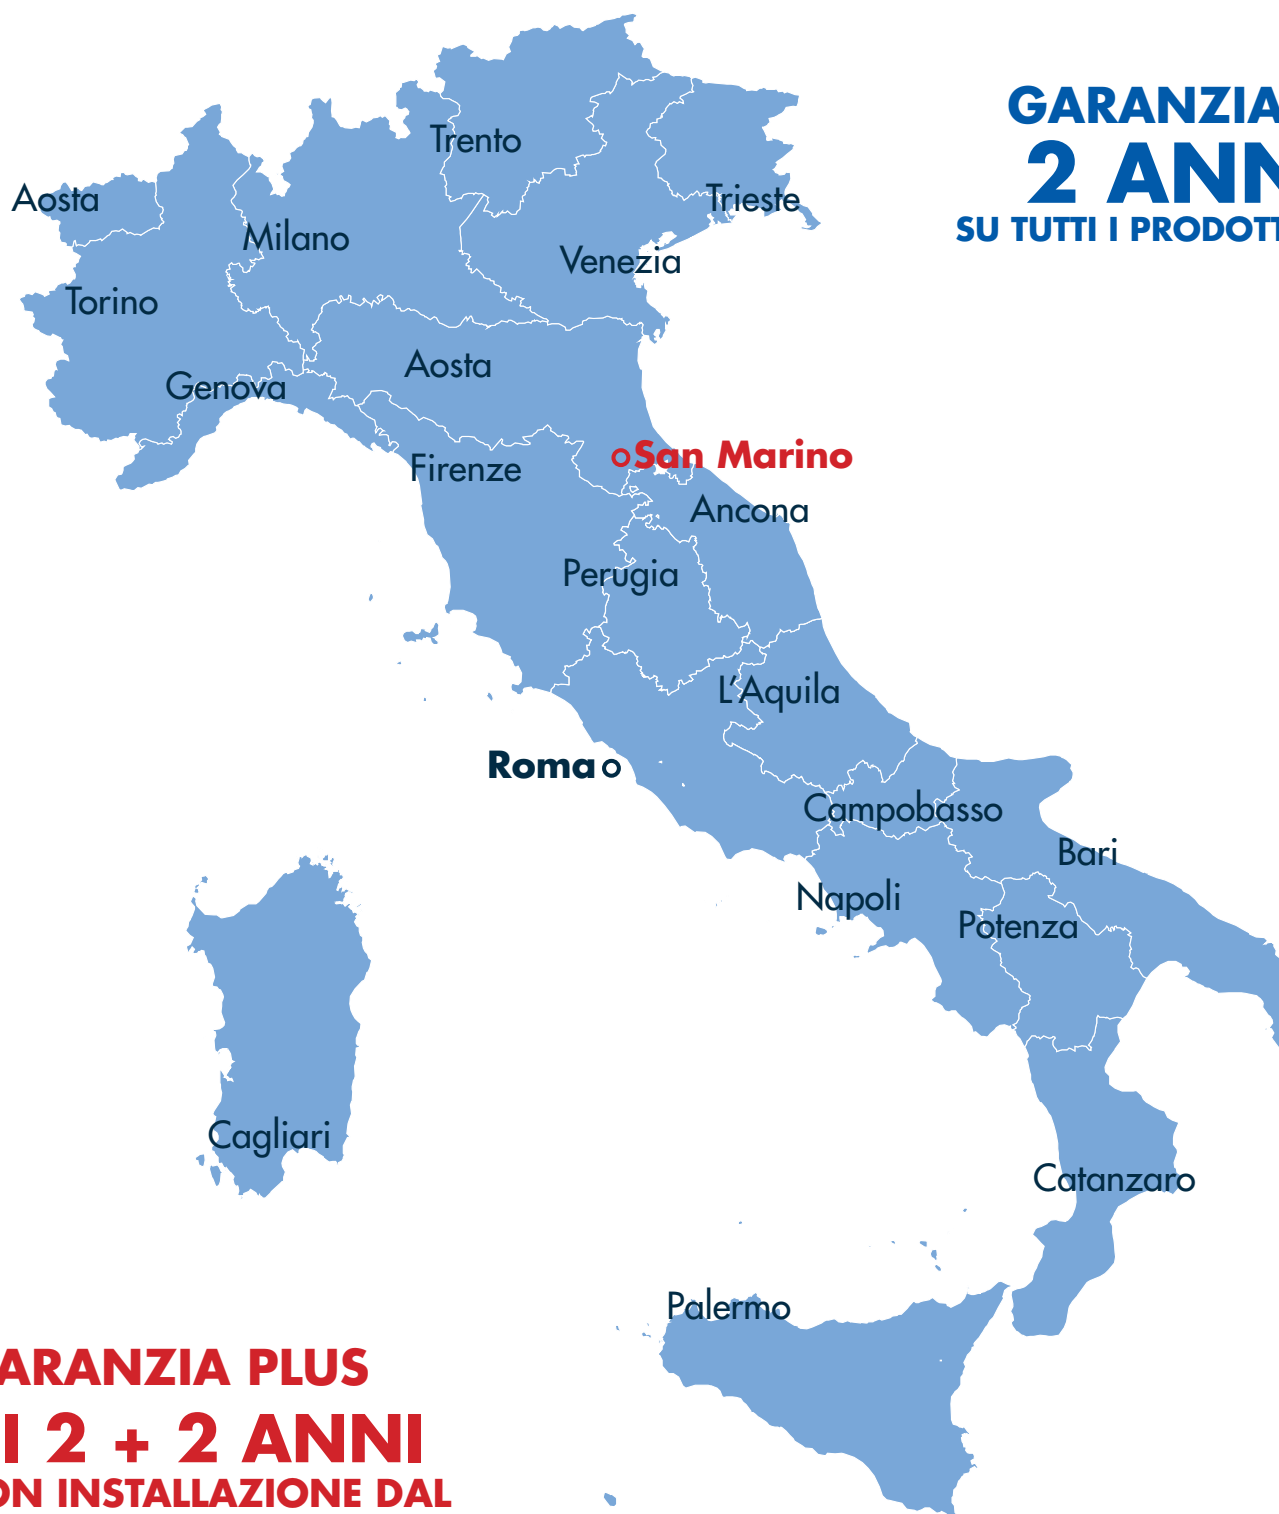 GARANZIA
2 ANN
SU TUTTI I PRODOTT
Trento
Aosta
Trieste
Milano
Venezia
Torino
Aosta
Genova
San Marino
Firenze
Ancona
Perugia
L'Aquila
Roma
Campobasso
Bari
Napoli
Potenza
Cagliari
Catanzaro
Palermo
ARANZIA PLUS
I 2 + 2 ANNI
ON INSTALLAZIONE DAL